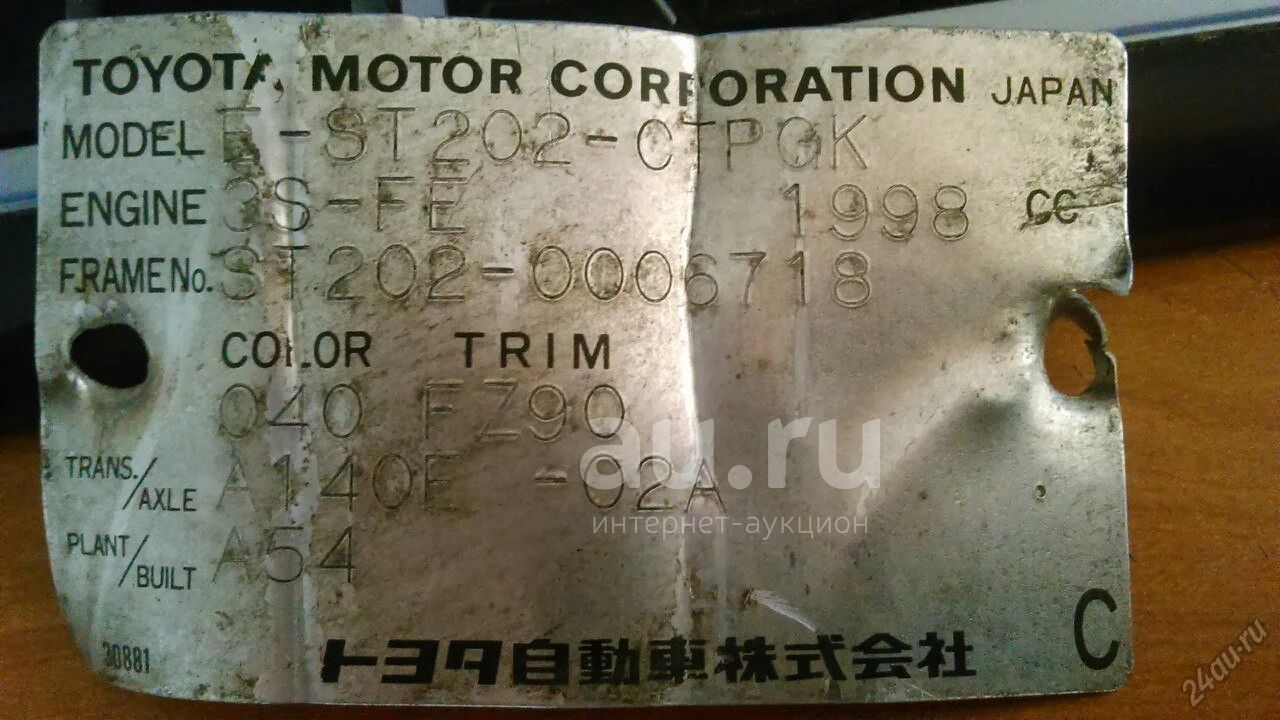 TOYOTA MOTOR CORPORATION JAPAN
MODEL E-ST202-CTPGK
ENGINE 3S-FE 1998 CC
FRAME No. ST202-0006718
COLOR TRIM
040 FZ90
TRANS./AXLE A140E -02A
PLANT/BUILT A54
au.ru
интернет-аукцион
C
30881
トヨタ自動車株式会社
24au.ru